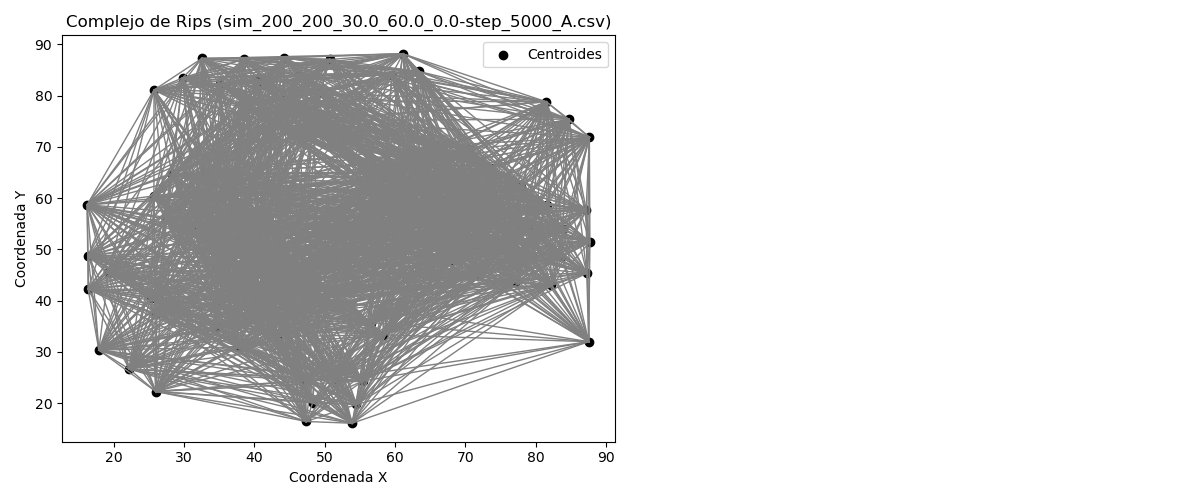 Complejo de Rips (sim_200_200_30.0_60.0_0.0-step_5000_A.csv)
Centroides
90
80
70
60
50
40
30
20
Coordenada Y
20 30 40 50 60 70 80 90
Coordenada X